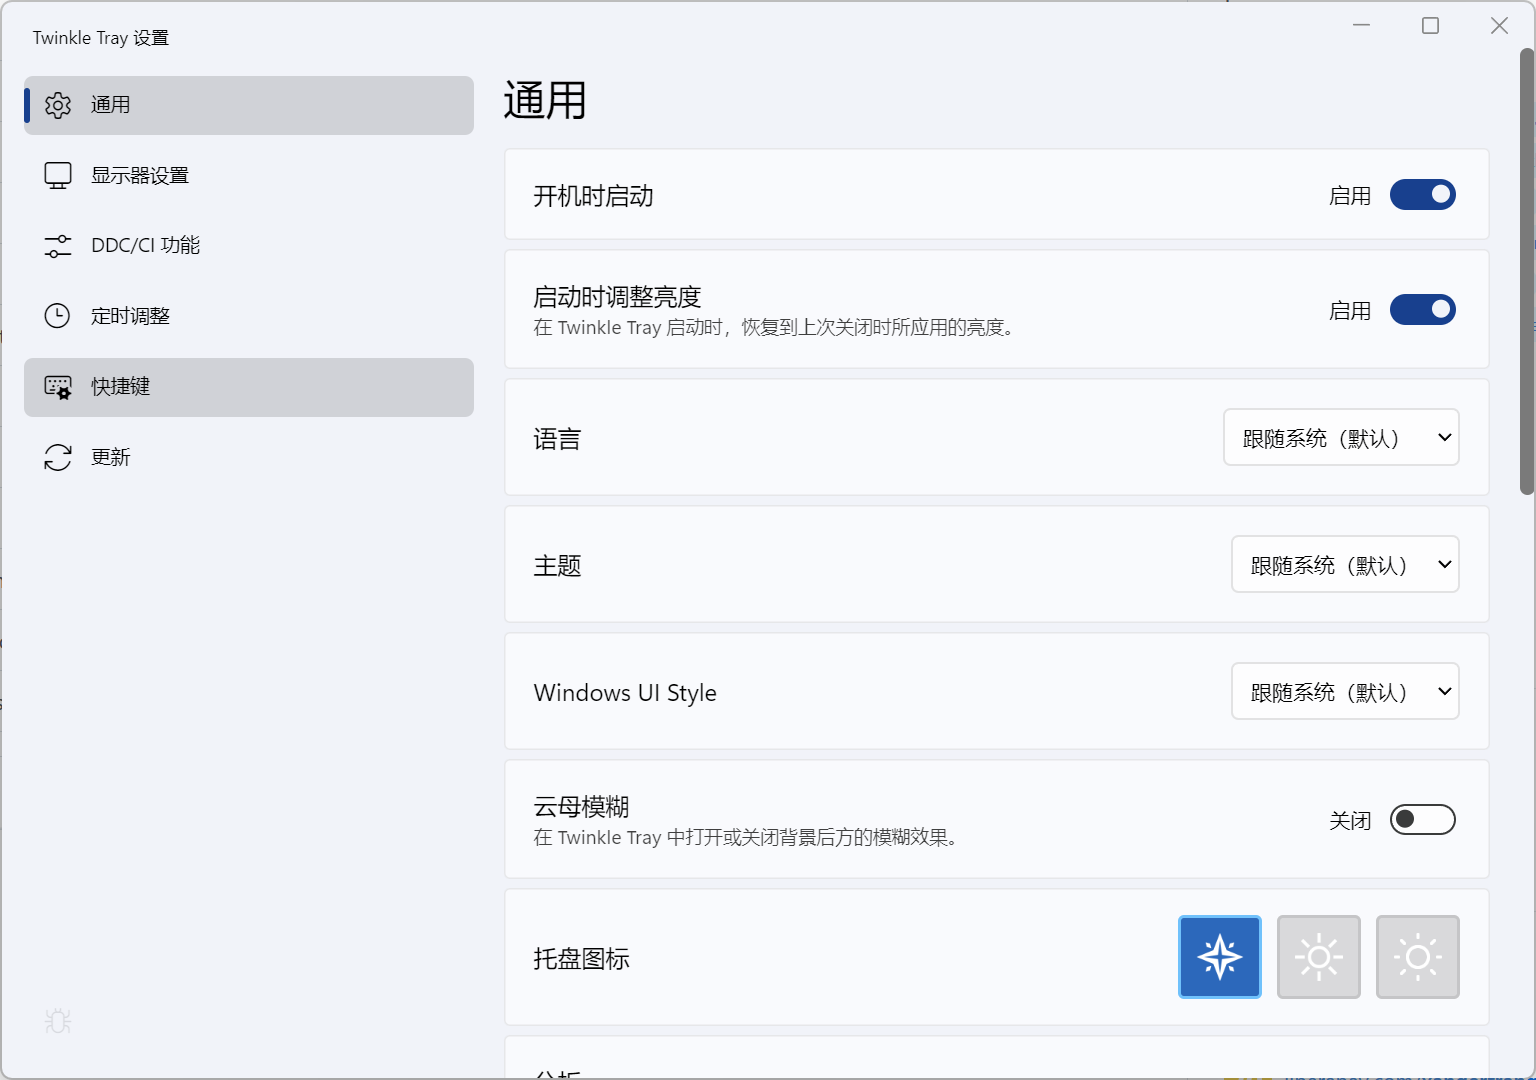 Twinkle Tray 设置
通用
显示器设置
DDC/CI 功能
定时调整
快捷键
更新
通用
开机时启动
启用
启动时调整亮度
在 Twinkle Tray 启动时，恢复到上次关闭时所应用的亮度。
启用
语言
跟随系统（默认）
主题
跟随系统（默认）
Windows UI Style
跟随系统（默认）
云母模糊
在 Twinkle Tray 中打开或关闭背景后方的模糊效果。
关闭
托盘图标